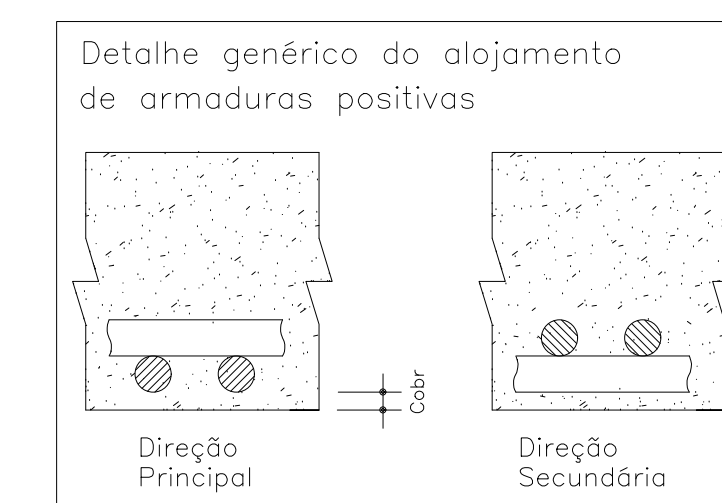 Detalhe genérico do alojamento
de armaduras positivas
Cobr
Direção
Principal
Direção
Secundária